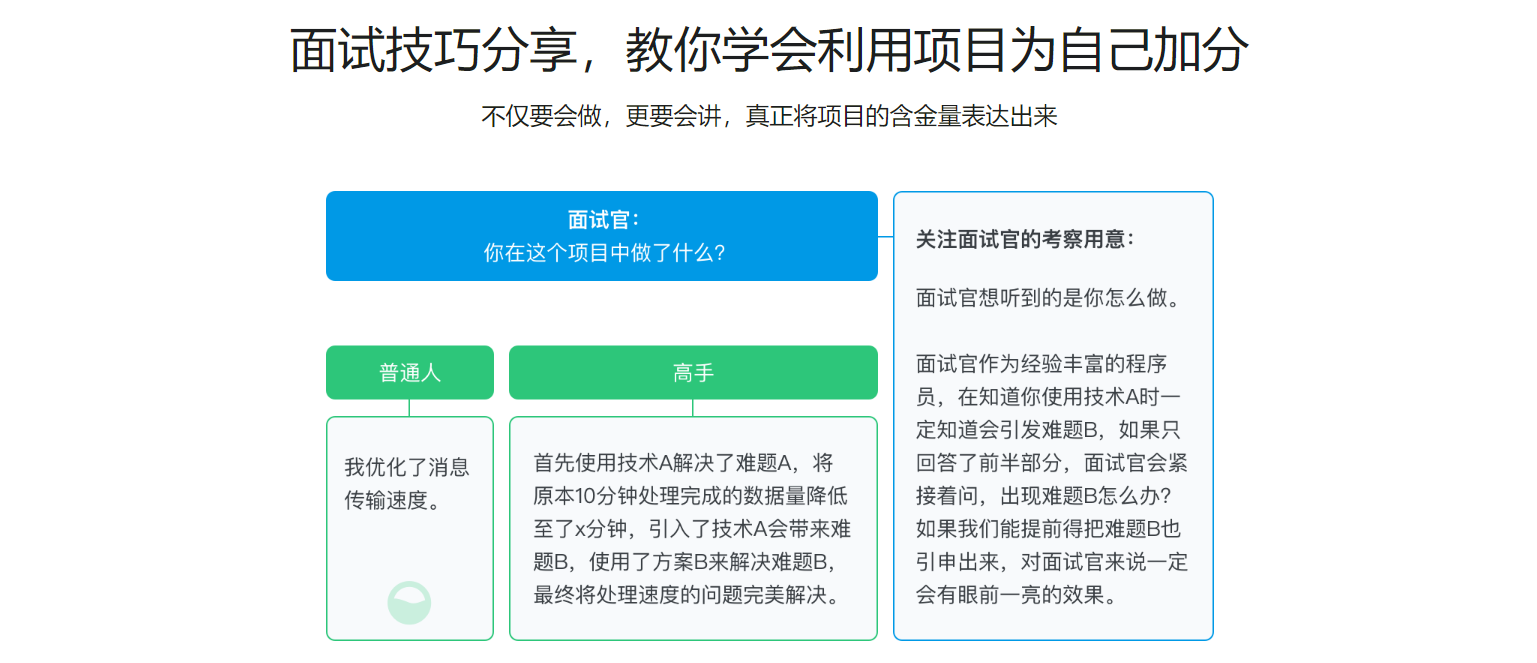 面试技巧分享，教你学会利用项目为自己加分
不仅要会做，更要会讲，真正将项目的含金量表达出来
面试官：
你在这个项目中做了什么？
普通人
我优化了消息
传输速度。
高手
首先使用技术A解决了难题A，将
原本10分钟处理完成的数据量降低
至了x分钟，引入了技术A会带来难
题B，使用了方案B来解决难题B，
最终将处理速度的问题完美解决。
关注面试官的考察用意：
面试官想听到的是你怎么做。
面试官作为经验丰富的程序
员，在知道你使用技术A时一
定知道会引发难题B，如果只
回答了前半部分，面试官会紧
接着问，出现难题B怎么办？
如果我们能提前得把难题B也
引申出来，对面试官来说一定
会有眼前一亮的效果。